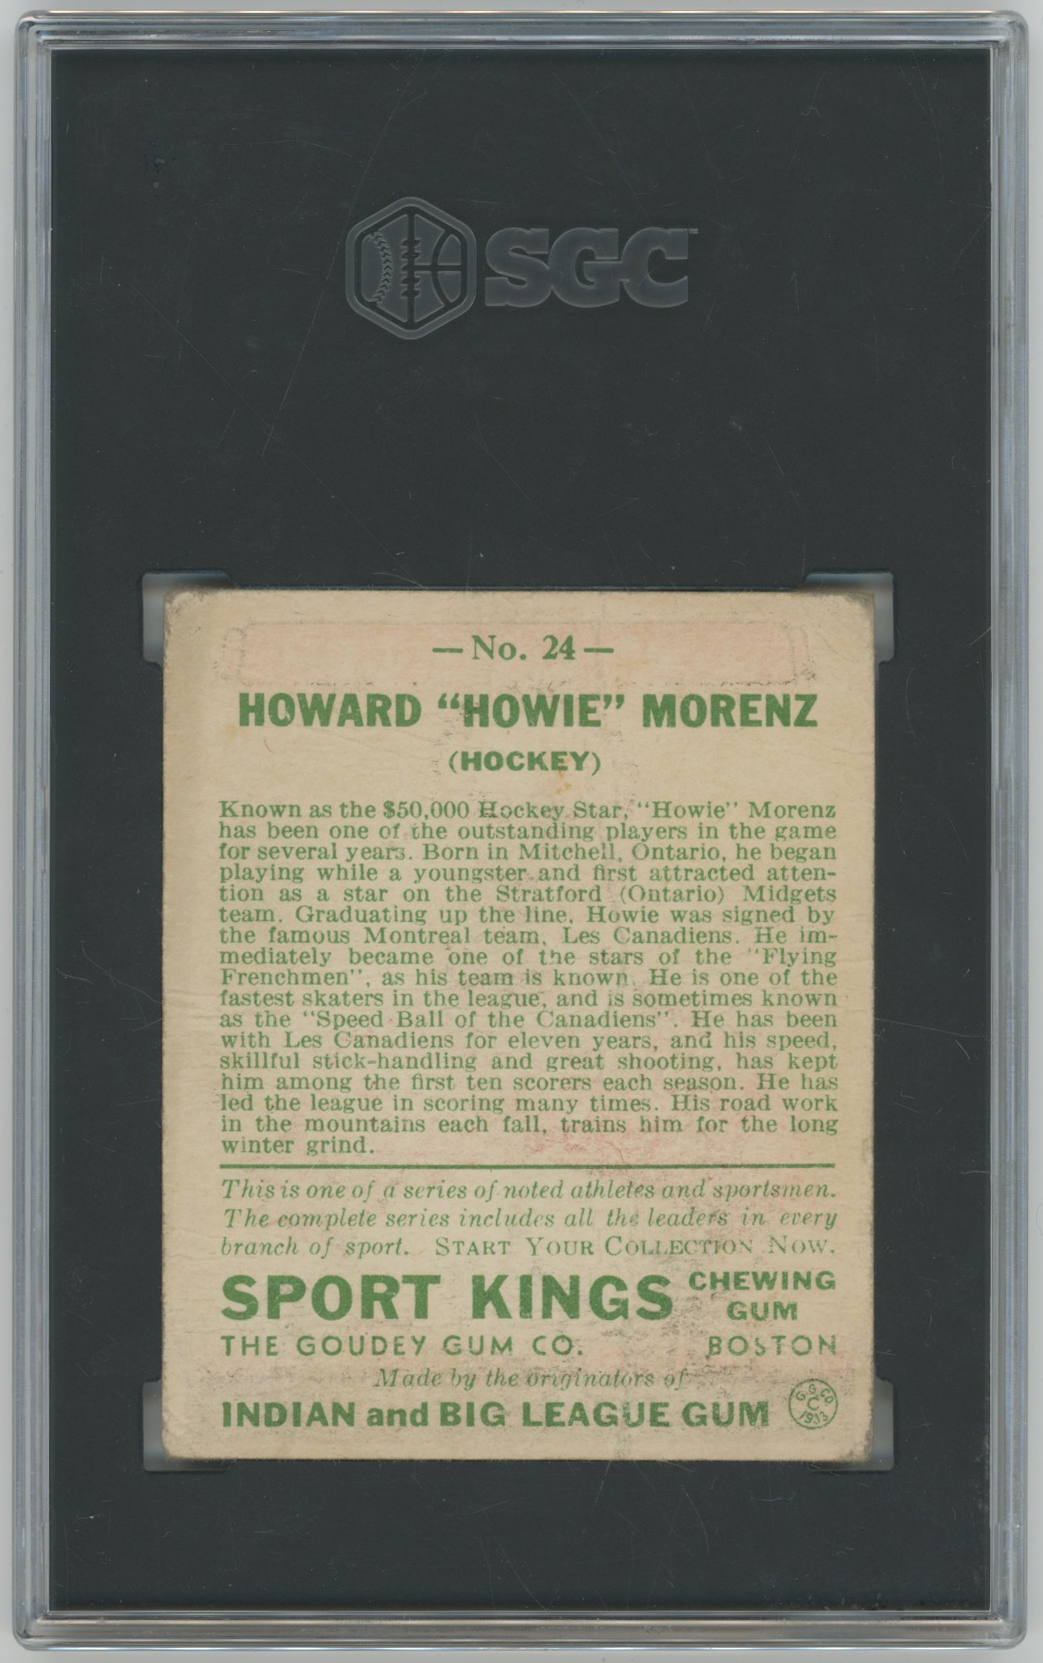 SGC
— No. 24 —
HOWARD "HOWIE" MORENZ
(HOCKEY)
Known as the $50,000 Hockey Star, "Howie" Morenz
has been one of the outstanding players in the game
for several years. Born in Mitchell, Ontario, he began
playing while a youngster and first attracted atten-
tion as a star on the Stratford (Ontario) Midgets
team. Graduating up the line, Howie was signed by
the famous Montreal team, Les Canadiens. He im-
mediately became one of the stars of the "Flying
Frenchmen", as his team is known. He is one of the
fastest skaters in the league, and is sometimes known
as the "Speed Ball of the Canadiens". He has been
with Les Canadiens for eleven years, and his speed,
skillful stick-handling and great shooting, has kept
him among the first ten scorers each season. He has
led the league in scoring many times. His road work
in the mountains each fall, trains him for the long
winter grind.
This is one of a series of noted athletes and sportsmen.
The complete series includes all the leaders in every
branch of sport. START YOUR COLLECTION NOW.
SPORT KINGS CHEWING GUM
THE GOUDEY GUM CO. BOSTON
Made by the originators of
INDIAN and BIG LEAGUE GUM
G. G. CO.
C
1933